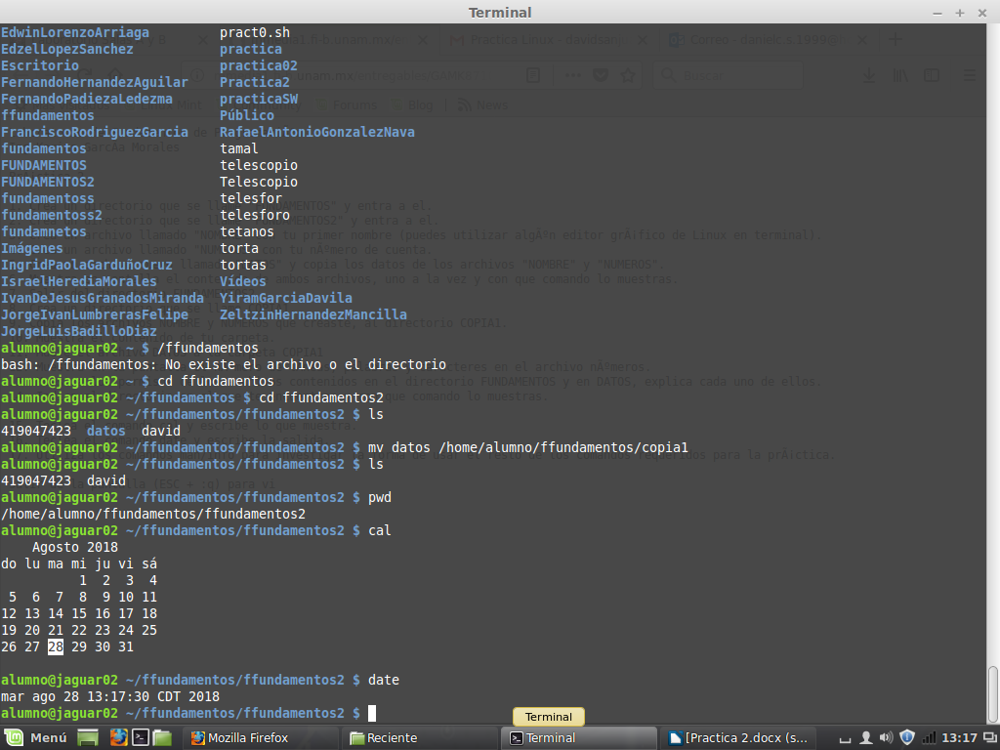 Terminal
EdwinLorenzoArriaga pract0.sh
EdzelLopezSanchez practica
Escritorio practica02
FernandoHernandezAguilar Practica2
FernandoPadiezaLedezma practicaSW
ffundamentos Público
FranciscoRodriguezGarcia RafaelAntonioGonzalezNava
fundamentos tamal
FUNDAMENTOS telescopio
FUNDAMENTOS2 Telescopio
fundamentoss telesfor
fundamentoss2 telesforo
fundamnetos tetanos
Imágenes torta
IngridPaolaGarduñoCruz tortas
IsraelHerediaMorales Vídeos
IvanDeJesusGranadosMiranda YiramGarciaDavila
JorgeIvanLumbrerasFelipe ZeltzinHernandezMancilla
JorgeLuisBadilloDiaz
alumno@jaguar02 ~ $ /ffundamentos
bash: /ffundamentos: No existe el archivo o el directorio
alumno@jaguar02 ~ $ cd ffundamentos
alumno@jaguar02 ~/ffundamentos $ cd ffundamentos2
alumno@jaguar02 ~/ffundamentos/ffundamentos2 $ ls
419047423 datos david
alumno@jaguar02 ~/ffundamentos/ffundamentos2 $ mv datos /home/alumno/ffundamentos/copia1
alumno@jaguar02 ~/ffundamentos/ffundamentos2 $ ls
419047423 david
alumno@jaguar02 ~/ffundamentos/ffundamentos2 $ pwd
/home/alumno/ffundamentos/ffundamentos2
alumno@jaguar02 ~/ffundamentos/ffundamentos2 $ cal
Agosto 2018
do lu ma mi ju vi sá
1 2 3 4
5 6 7 8 9 10 11
12 13 14 15 16 17 18
19 20 21 22 23 24 25
26 27 28 29 30 31
alumno@jaguar02 ~/ffundamentos/ffundamentos2 $ date
mar ago 28 13:17:30 CDT 2018
alumno@jaguar02 ~/ffundamentos/ffundamentos2 $
Terminal
Menú Mozilla Firefox Reciente Terminal [Practica 2.docx (s... 13:17